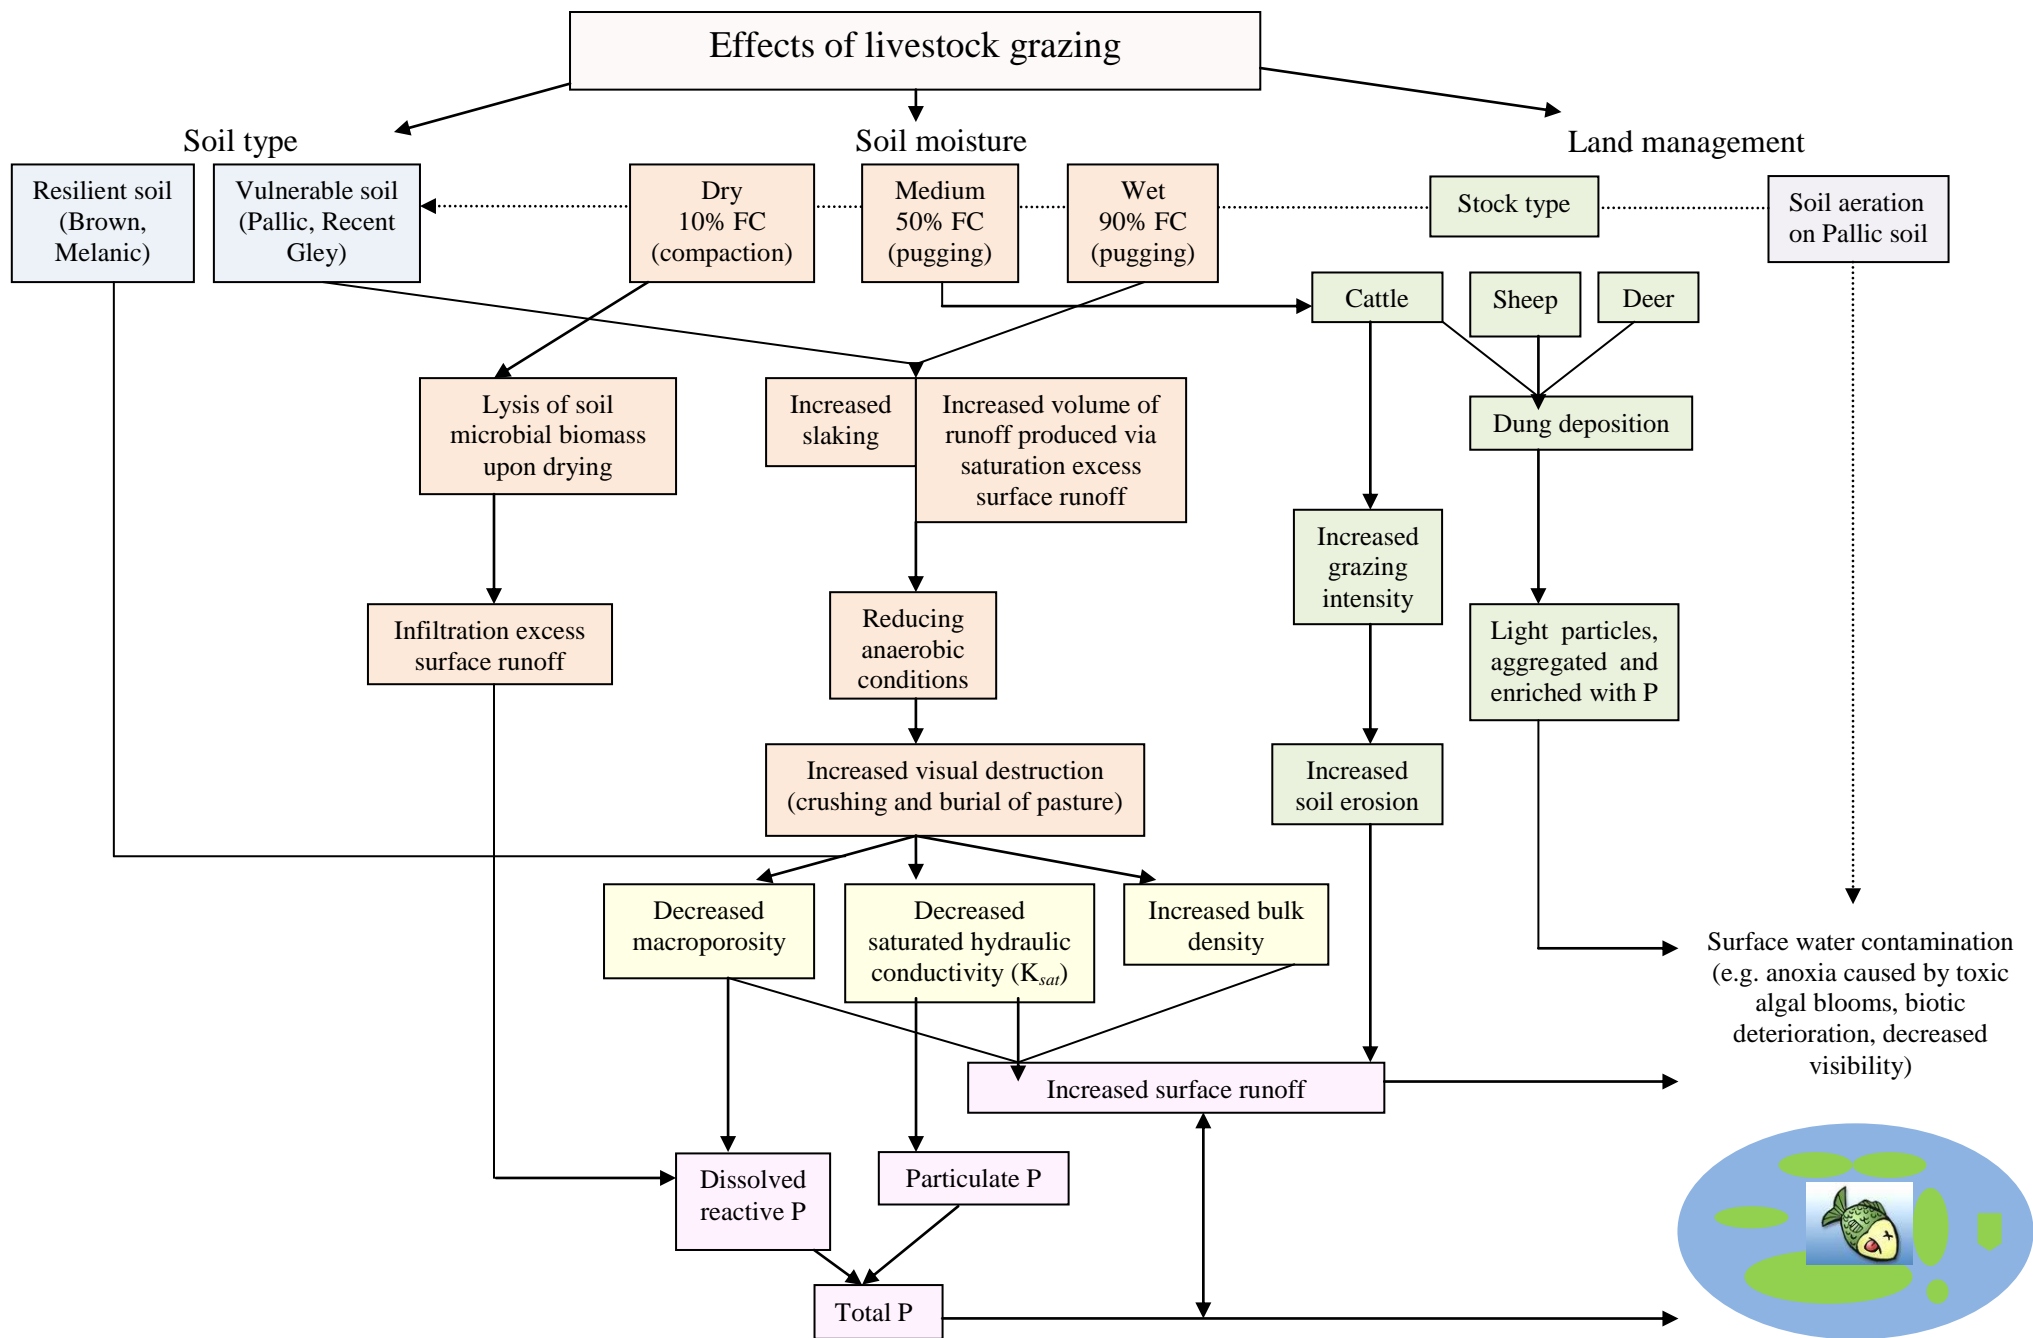 Effects of livestock grazing
Soil type
Soil moisture
Land management
Resilient soil
(Brown,
Melanic)
Vulnerable soil
(Pallic, Recent
Gley)
Dry
10% FC
(compaction)
Medium
50% FC
(pugging)
Wet
90% FC
(pugging)
Stock type
Soil aeration
on Pallic soil
Cattle
Sheep
Deer
Lysis of soil
microbial biomass
upon drying
Increased
slaking
Increased volume of
runoff produced via
saturation excess
surface runoff
Dung deposition
Increased
grazing
intensity
Infiltration excess
surface runoff
Reducing
anaerobic
conditions
Light particles,
aggregated and
enriched with P
Increased visual destruction
(crushing and burial of pasture)
Increased
soil erosion
Decreased
macroporosity
Decreased
saturated hydraulic
conductivity (Ksat)
Increased bulk
density
Surface water contamination
(e.g. anoxia caused by toxic
algal blooms, biotic
deterioration, decreased
visibility)
Increased surface runoff
Dissolved
reactive P
Particulate P
Total P